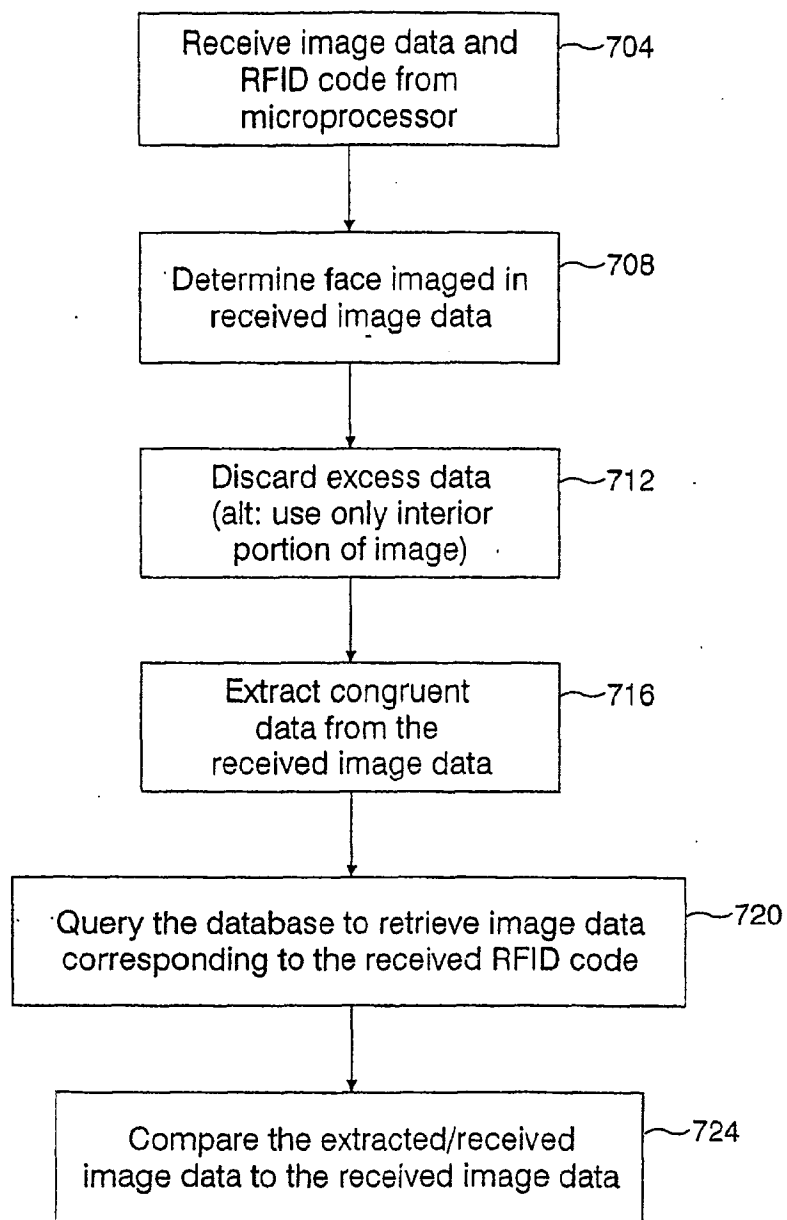 Receive image data and
RFID code from
microprocessor
704
Determine face imaged in
received image data
708
Discard excess data
(alt: use only interior
portion of image)
712
Extract congruent
data from the
received image data
716
Query the database to retrieve image data
corresponding to the received RFID code
720
Compare the extracted/received
image data to the received image data
724